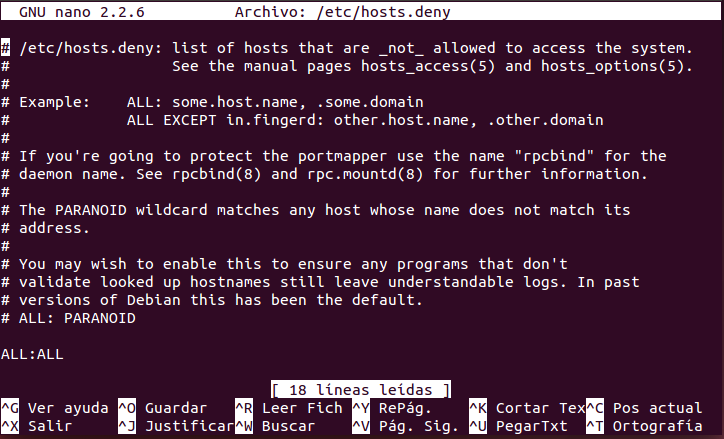 GNU nano 2.2.6 Archivo: /etc/hosts.deny
# /etc/hosts.deny: list of hosts that are _not_ allowed to access the system.
# See the manual pages hosts_access(5) and hosts_options(5).
#
# Example: ALL: some.host.name, .some.domain
# ALL EXCEPT in.fingerd: other.host.name, .other.domain
#
# If you're going to protect the portmapper use the name "rpcbind" for the
# daemon name. See rpcbind(8) and rpc.mountd(8) for further information.
#
# The PARANOID wildcard matches any host whose name does not match its
# address.
#
# You may wish to enable this to ensure any programs that don't
# validate looked up hostnames still leave understandable logs. In past
# versions of Debian this has been the default.
# ALL: PARANOID
ALL:ALL
[ 18 líneas leídas ]
^G Ver ayuda ^O Guardar ^R Leer Fich ^Y RePág. ^K Cortar Tex ^C Pos actual
^X Salir ^J Justificar ^W Buscar ^V Pág. Sig. ^U PegarTxt ^T Ortografía